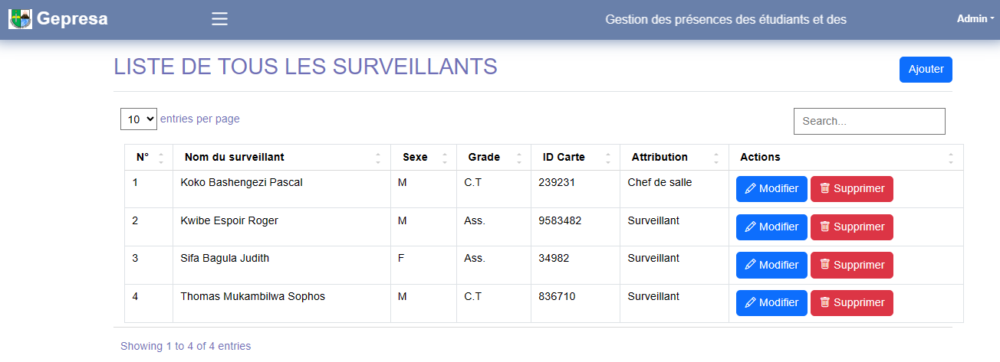 Gepresa Gestion des présences des étudiants et des Admin
LISTE DE TOUS LES SURVEILLANTS Ajouter
10 entries per page Search...
N° Nom du surveillant Sexe Grade ID Carte Attribution Actions
1 Koko Bashengezi Pascal M C.T 239231 Chef de salle Modifier Supprimer
2 Kwibe Espoir Roger M Ass. 9583482 Surveillant Modifier Supprimer
3 Sifa Bagula Judith F Ass. 34982 Surveillant Modifier Supprimer
4 Thomas Mukambilwa Sophos M C.T 836710 Surveillant Modifier Supprimer
Showing 1 to 4 of 4 entries